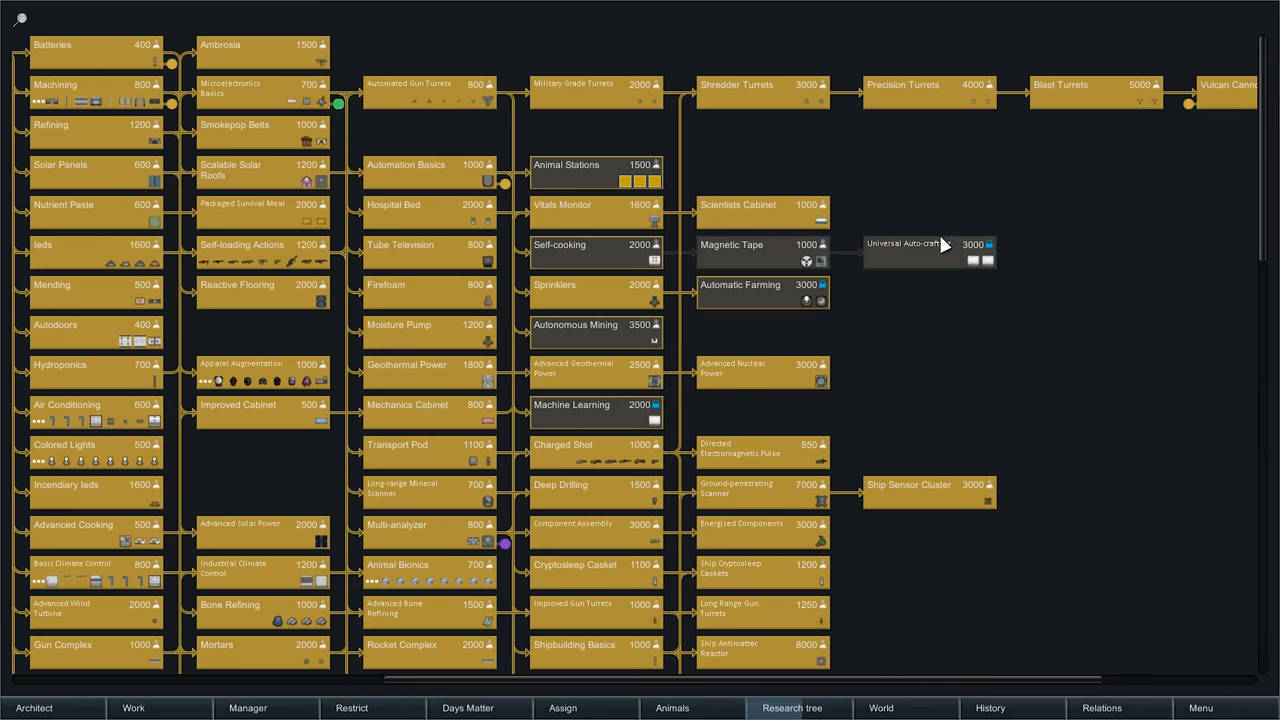 Batteries 400
Ambrosia 1500
Machining 800
Microelectronics Basics 700
Automated Gun Turrets 800
Military Grade Turrets 2000
Shredder Turrets 3000
Precision Turrets 4000
Blast Turrets 5000
Vulcan Canno
Refining 1200
Smokepop Belts 1000
Solar Panels 600
Scalable Solar Roofs 1200
Automation Basics 1000
Animal Stations 1500
Nutrient Paste 600
Packaged Survival Meal 2000
Hospital Bed 2000
Vitals Monitor 1600
Scientists Cabinet 1000
Ieds 1600
Self-loading Actions 1200
Tube Television 800
Self-cooking 2000
Magnetic Tape 1000
Universal Auto-craf 3000
Mending 500
Reactive Flooring 2000
Firefoam 800
Sprinklers 2000
Automatic Farming 3000
Autodoors 400
Moisture Pump 1200
Autonomous Mining 3500
Hydroponics 700
Apparel Augmentation 1000
Geothermal Power 1800
Advanced Geothermal Power 2500
Advanced Nuclear Power 3000
Air Conditioning 600
Improved Cabinet 500
Mechanics Cabinet 800
Machine Learning 2000
Colored Lights 500
Transport Pod 1100
Charged Shot 1000
Directed Electromagnetic Pulse 550
Incendiary Ieds 1600
Long-range Mineral Scanner 700
Deep Drilling 1500
Ground-penetrating Scanner 7000
Ship Sensor Cluster 3000
Advanced Cooking 500
Advanced Solar Power 2000
Multi-analyzer 800
Component Assembly 3000
Energized Components 3000
Basic Climate Control 800
Industrial Climate Control 1200
Animal Bionics 700
Cryptosleep Casket 1100
Ship Cryptosleep Caskets 1200
Advanced Wind Turbine 2000
Bone Refining 1000
Advanced Bone Refining 1500
Improved Gun Turrets 1000
Long Range Gun Turrets 1250
Gun Complex 1000
Mortars 2000
Rocket Complex 2000
Shipbuilding Basics 1000
Ship Antimatter Reactor 8000
Architect Work Manager Restrict Days Matter Assign Animals Research tree World History Relations Menu